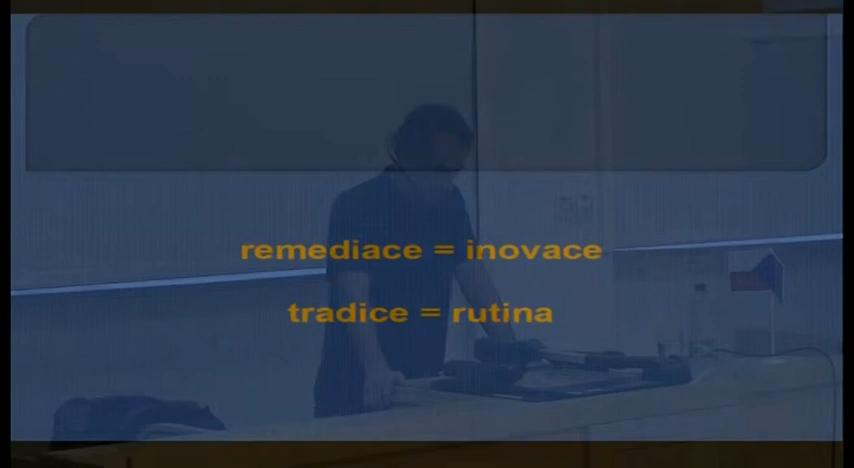 remediace = inovace
tradice = rutina